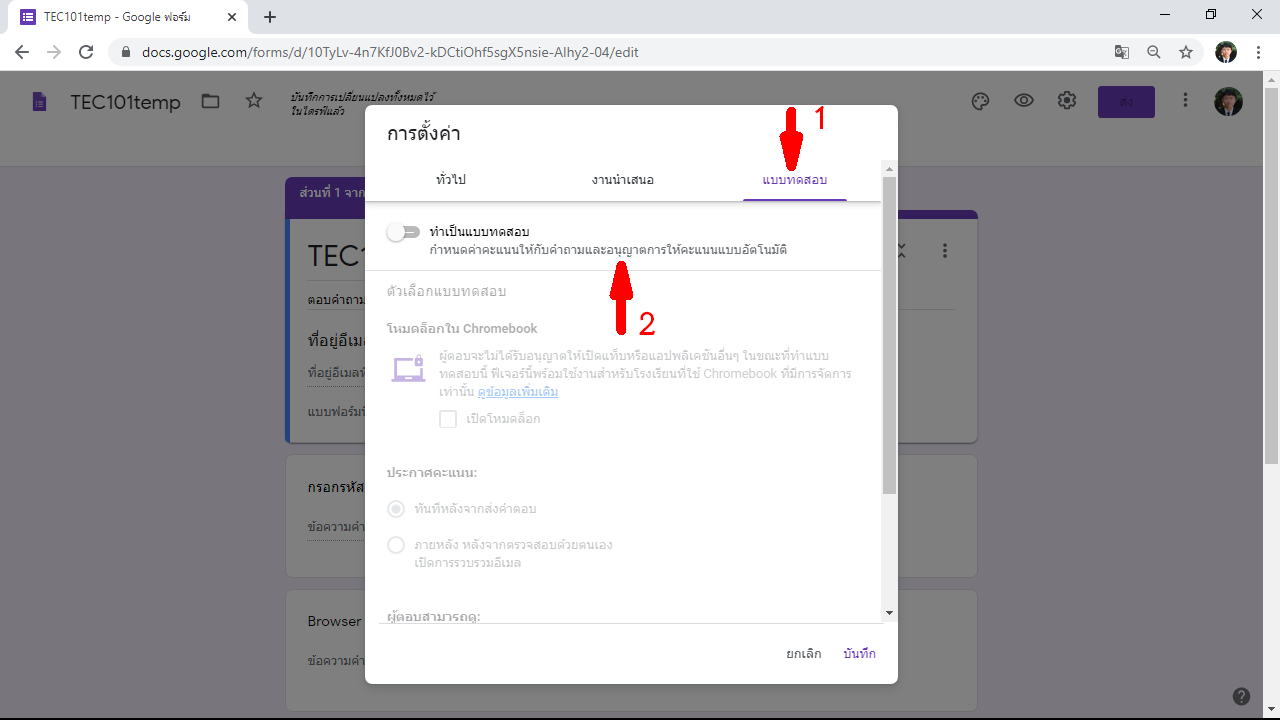 TEC101temp - Google ฟอร์ม
docs.google.com/forms/d/10TyLv-4n7KfJ0Bv2-kDCtiOhf5sgX5nsie-Alhy2-04/edit
TEC101temp
บันทึกการเปลี่ยนแปลงทั้งหมดไว้
ในไดรฟ์แล้ว
ส่ง
การตั้งค่า
1
ทั่วไป
งานนำเสนอ
แบบทดสอบ
ส่วนที่ 1 จาก
ทำเป็นแบบทดสอบ
กำหนดค่าคะแนนให้กับคำถามและอนุญาตการให้คะแนนแบบอัตโนมัติ
TEC1
ตัวเลือกแบบทดสอบ
ตอบคำถาม
2
โหมดล็อกใน Chromebook
ที่อยู่อีเมล
ผู้ตอบจะไม่ได้รับอนุญาตให้เปิดแท็บหรือแอปพลิเคชันอื่นๆ ในขณะที่ทำแบบ
ทดสอบนี้ ฟีเจอร์นี้พร้อมใช้งานสำหรับโรงเรียนที่ใช้ Chromebook ที่มีการจัดการ
เท่านั้น ดูข้อมูลเพิ่มเติม
ที่อยู่อีเมล
แบบฟอร์มนี้
เปิดโหมดล็อก
ประกาศคะแนน:
กรอกรหัส
ทันทีหลังจากส่งคำตอบ
ข้อความคำ
ภายหลัง หลังจากตรวจสอบด้วยตนเอง
เปิดการรวบรวมอีเมล
ผู้ตอบสามารถดู:
Browser
ข้อความคำ
ยกเลิก
บันทึก